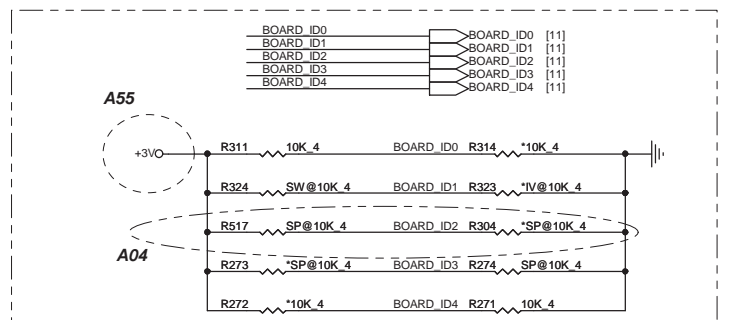 BOARD_ID0 BOARD_ID0 [11]
BOARD_ID1 BOARD_ID1 [11]
BOARD_ID2 BOARD_ID2 [11]
BOARD_ID3 BOARD_ID3 [11]
BOARD_ID4 BOARD_ID4 [11]
A55
+3V R311 10K_4 BOARD_ID0 R314 *10K_4
R324 SW@10K_4 BOARD_ID1 R323 *IV@10K_4
R517 SP@10K_4 BOARD_ID2 R304 *SP@10K_4
A04
R273 *SP@10K_4 BOARD_ID3 R274 SP@10K_4
R272 *10K_4 BOARD_ID4 R271 10K_4